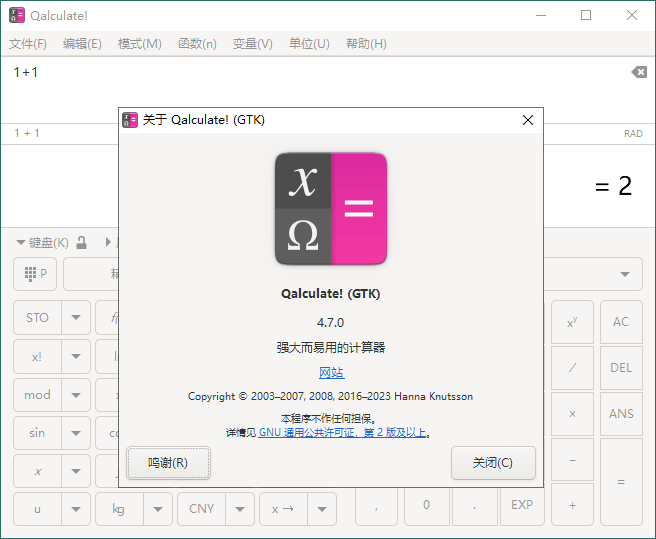 Qalculate!
文件(F) 编辑(E) 模式(M) 函数(n) 变量(V) 单位(U) 帮助(H)
1+1
1 + 1
RAD
= 2
键盘(K)
P
STO
AC
x!
DEL
mod
ANS
sin
x
u kg CNY x → , 0 . EXP + =
xʸ
/
×
−
关于 Qalculate! (GTK)
x
Ω
=
Qalculate! (GTK)
4.7.0
强大而易用的计算器
网站
Copyright © 2003–2007, 2008, 2016–2023 Hanna Knutsson
本程序不作任何担保。
详情见 GNU 通用公共许可证，第 2 版及以上。
鸣谢(R) 关闭(C)